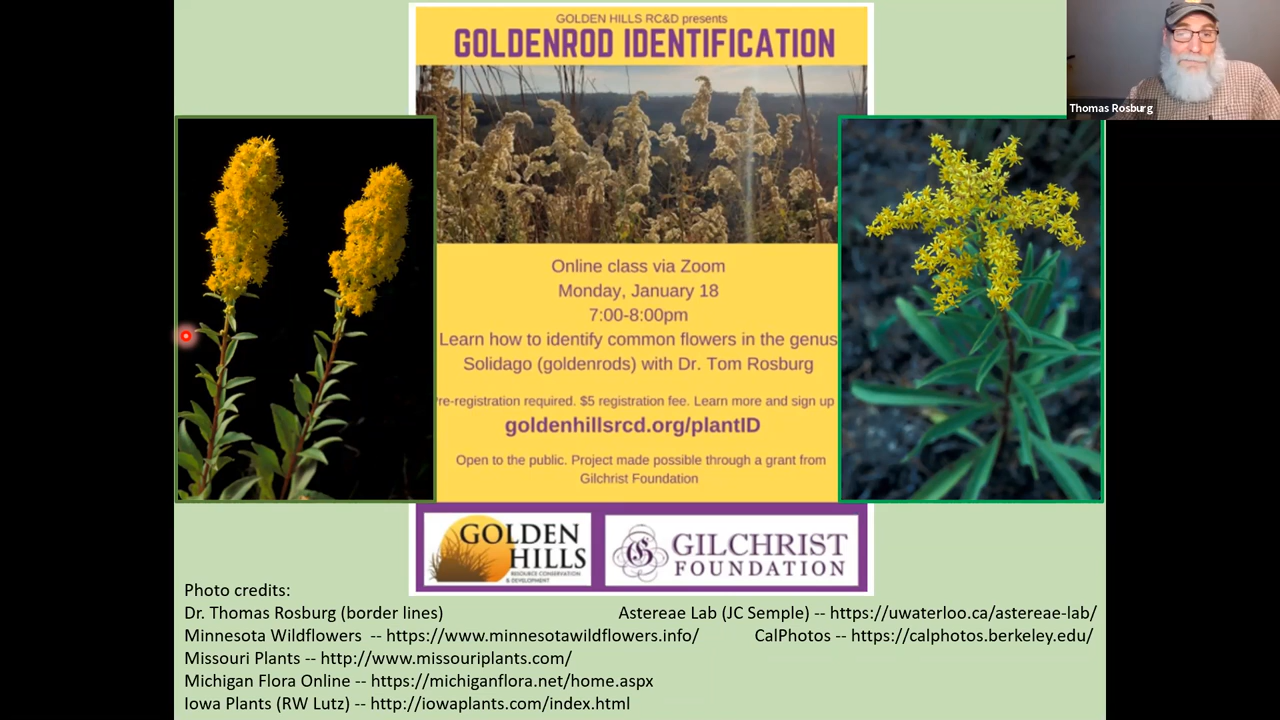 GOLDEN HILLS RC&D presents
GOLDENROD IDENTIFICATION
Thomas Rosburg
Online class via Zoom
Monday, January 18
7:00-8:00pm
Learn how to identify common flowers in the genus
Solidago (goldenrods) with Dr. Tom Rosburg
re-registration required. $5 registration fee. Learn more and sign up
goldenhillsrcd.org/plantID
Open to the public. Project made possible through a grant from
Gilchrist Foundation
GOLDEN
HILLS
RESOURCE CONSERVATION
& DEVELOPMENT
GILCHRIST
FOUNDATION
Photo credits:
Dr. Thomas Rosburg (border lines)
Astereae Lab (JC Semple) -- https://uwaterloo.ca/astereae-lab/
Minnesota Wildflowers -- https://www.minnesotawildflowers.info/
CalPhotos -- https://calphotos.berkeley.edu/
Missouri Plants -- http://www.missouriplants.com/
Michigan Flora Online -- https://michiganflora.net/home.aspx
Iowa Plants (RW Lutz) -- http://iowaplants.com/index.html